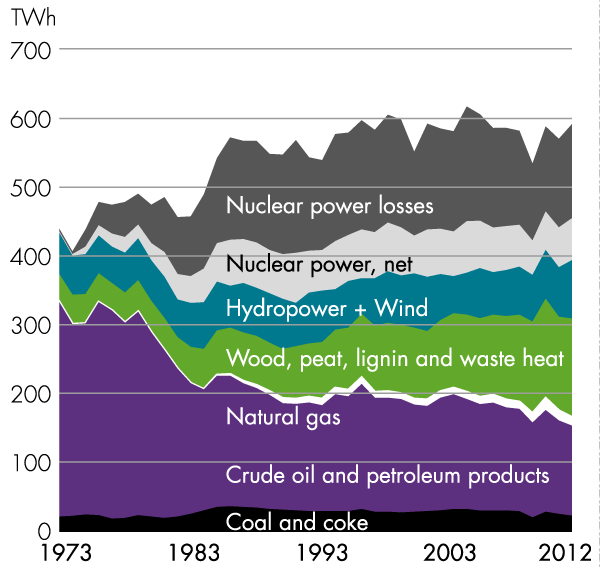 TWh
700
600
500
Nuclear power losses
400
Nuclear power, net
Hydropower + Wind
300
Wood, peat, lignin and waste heat
200
Natural gas
100
Crude oil and petroleum products
Coal and coke
0
1973 1983 1993 2003 2012